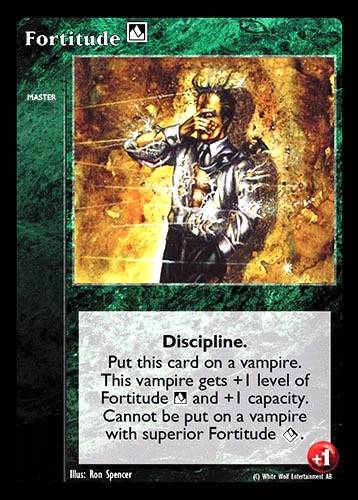 Fortitude
MASTER
Discipline.
Put this card on a vampire.
This vampire gets +1 level of
Fortitude and +1 capacity.
Cannot be put on a vampire
with superior Fortitude .
+1
Illus: Ron Spencer
(C) White Wolf Entertainment AB